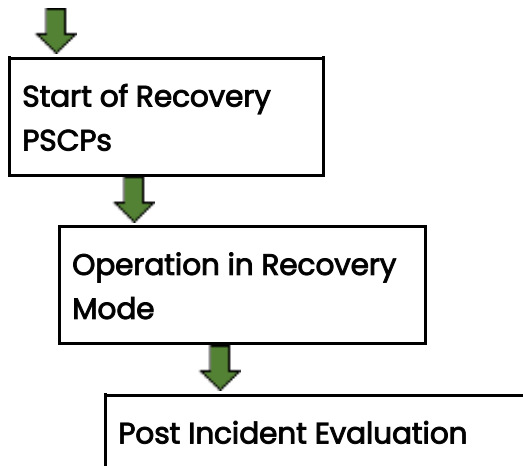 Start of Recovery
PSCPs
Operation in Recovery
Mode
Post Incident Evaluation